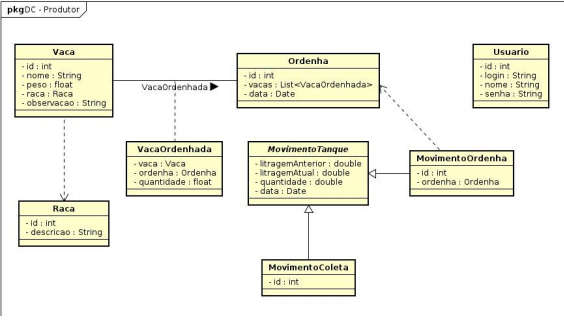 pkg DC - Produtor
Vaca
- id : int
- nome : String
- peso : float
- raca : Raca
- observacao : String
VacaOrdenhada
Ordenha
- id : int
- vacas : List<VacaOrdenhada>
- data : Date
Usuario
- id : int
- login : String
- nome : String
- senha : String
VacaOrdenhada
- vaca : Vaca
- ordenha : Ordenha
- quantidade : float
MovimentoTanque
- litragemAnterior : double
- litragemAtual : double
- quantidade : double
- data : Date
MovimentoOrdenha
- id : int
- ordenha : Ordenha
Raca
- id : int
- descricao : String
MovimentoColeta
- id : int